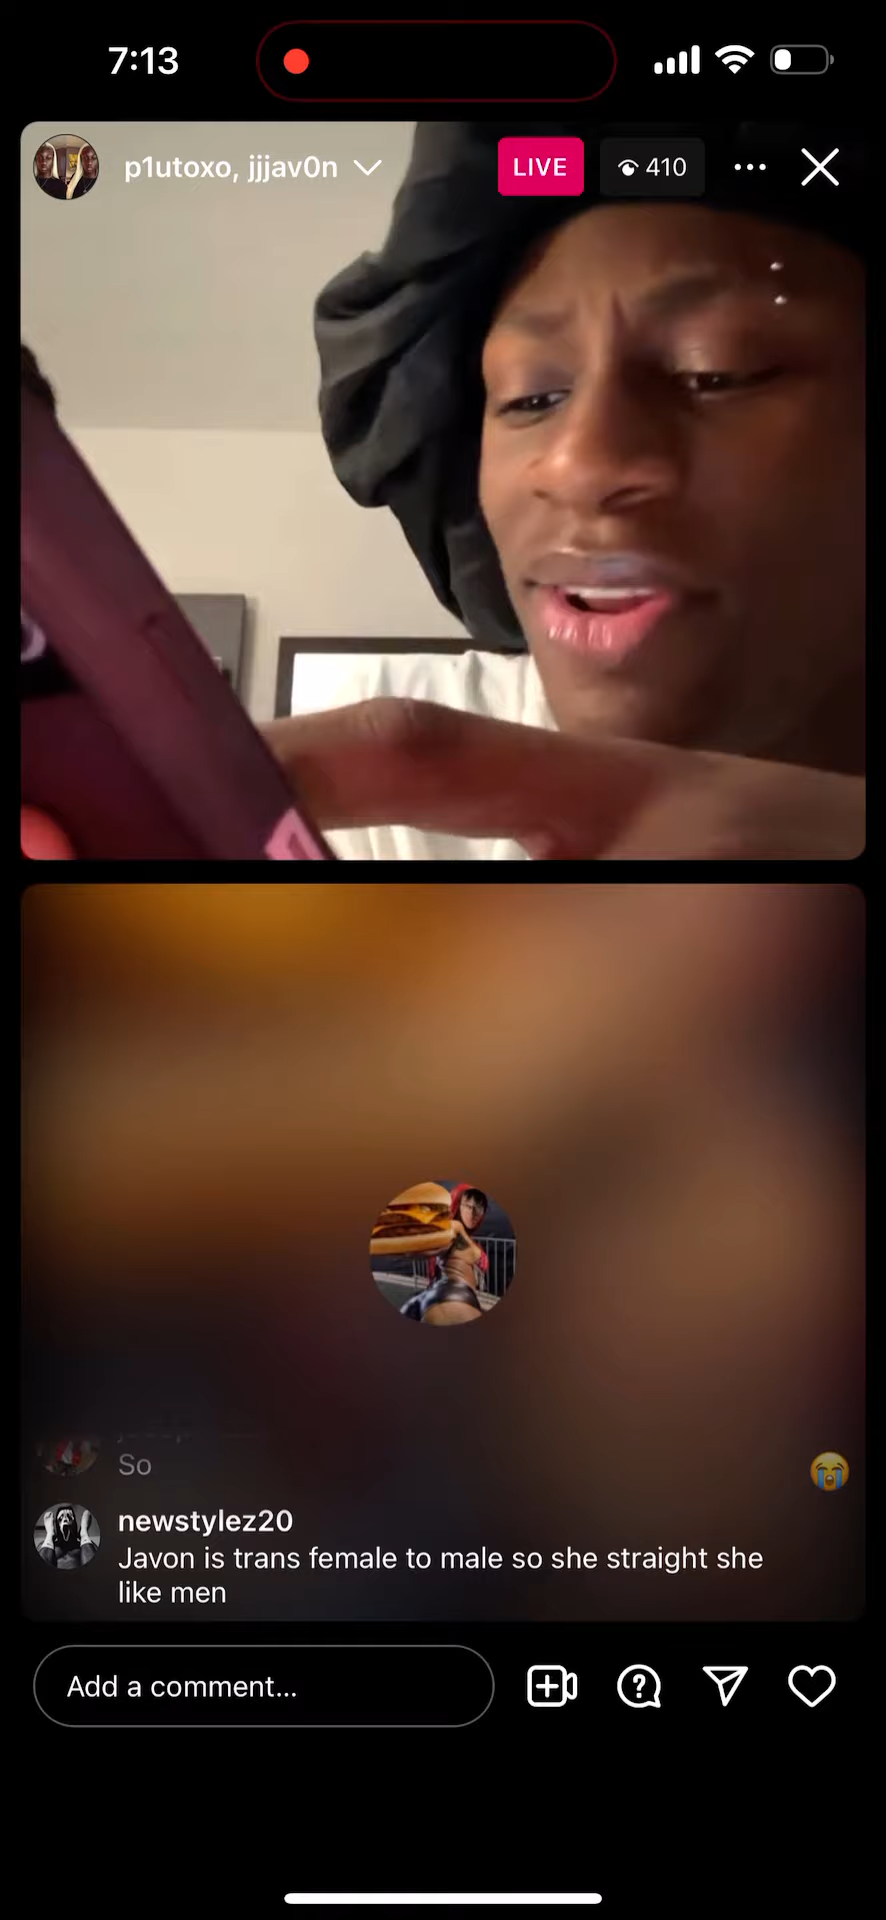 7:13
p1utoxo, jjjav0n
LIVE
410
So
newstylez20
Javon is trans female to male so she straight she
like men
Add a comment...